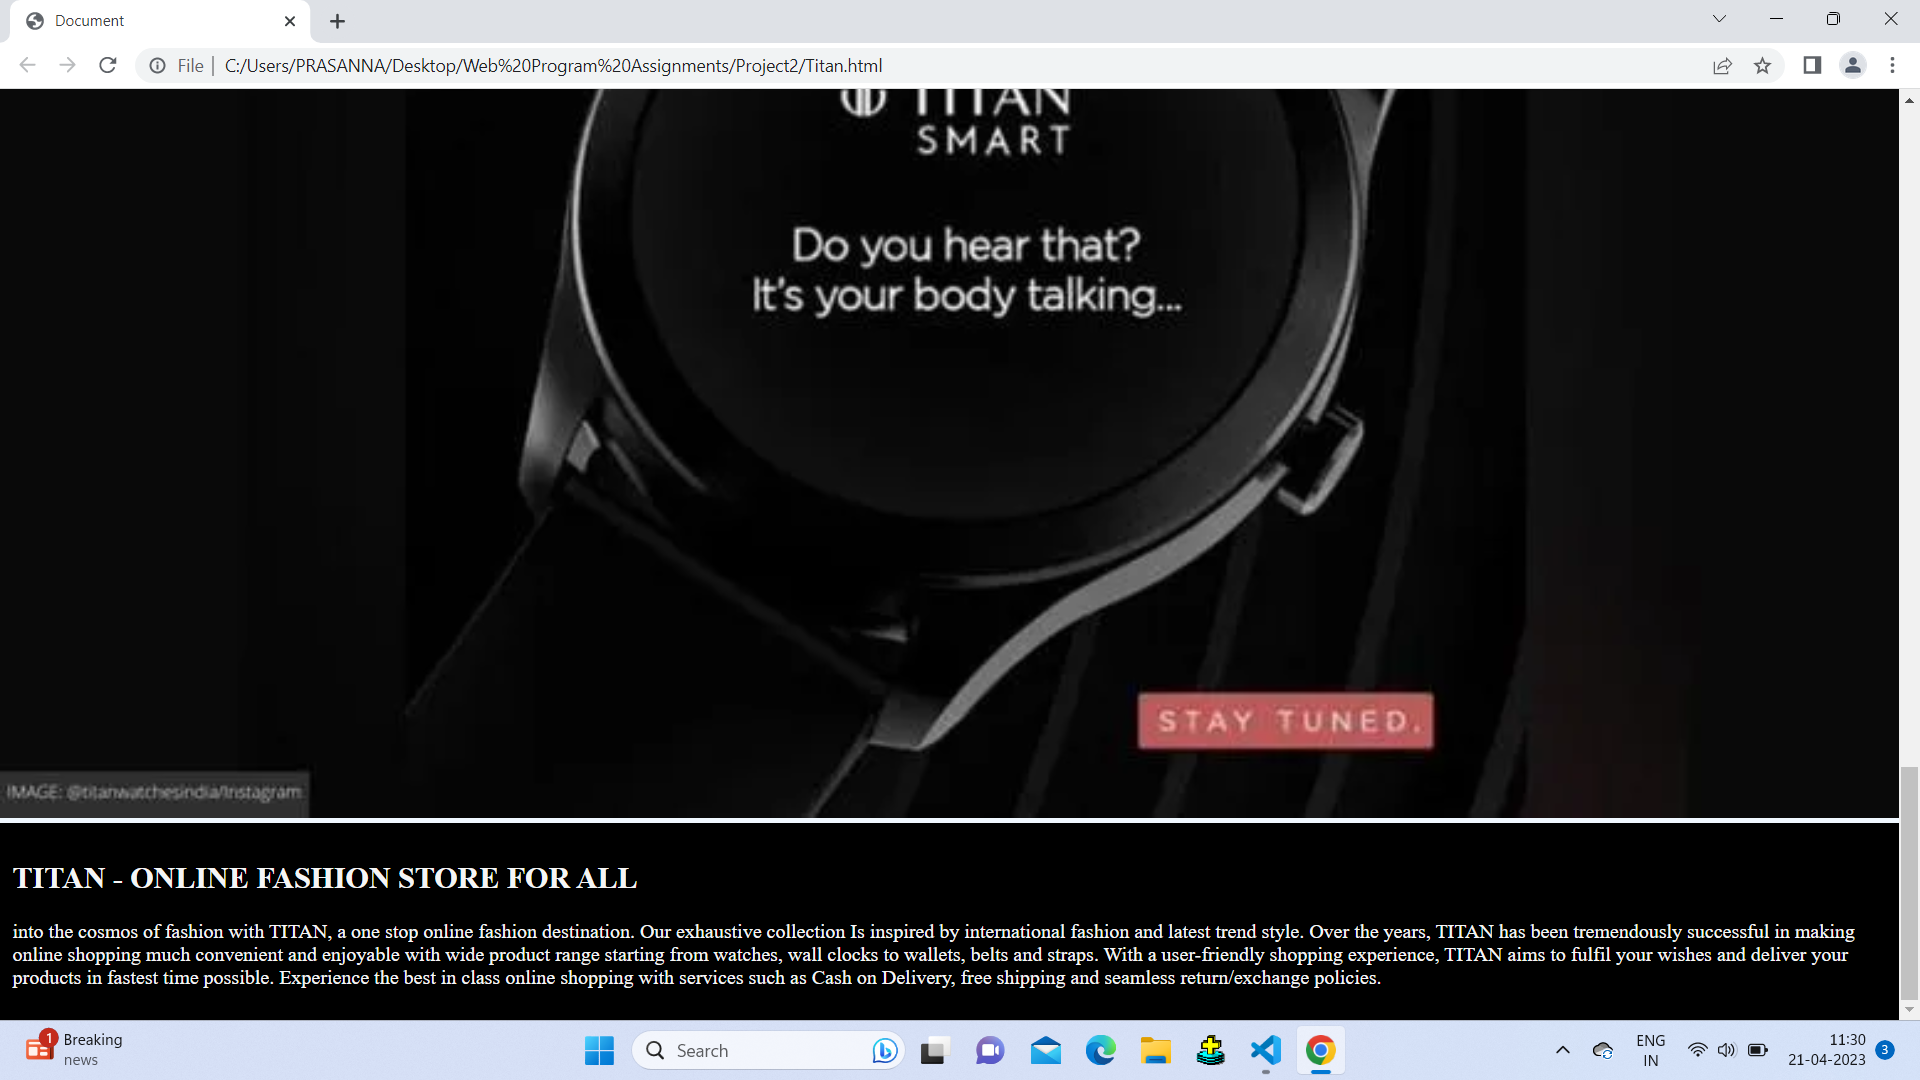 Document
File
C:/Users/PRASANNA/Desktop/Web%20Program%20Assignments/Project2/Titan.html
TITAN
SMART
Do you hear that?
It's your body talking...
STAY TUNED.
IMAGE: @titanwatchesindia/Instagram
TITAN - ONLINE FASHION STORE FOR ALL
into the cosmos of fashion with TITAN, a one stop online fashion destination. Our exhaustive collection Is inspired by international fashion and latest trend style. Over the years, TITAN has been tremendously successful in making
online shopping much convenient and enjoyable with wide product range starting from watches, wall clocks to wallets, belts and straps. With a user-friendly shopping experience, TITAN aims to fulfil your wishes and deliver your
products in fastest time possible. Experience the best in class online shopping with services such as Cash on Delivery, free shipping and seamless return/exchange policies.
1
Breaking
news
Search
ENG
IN
11:30
21-04-2023
3